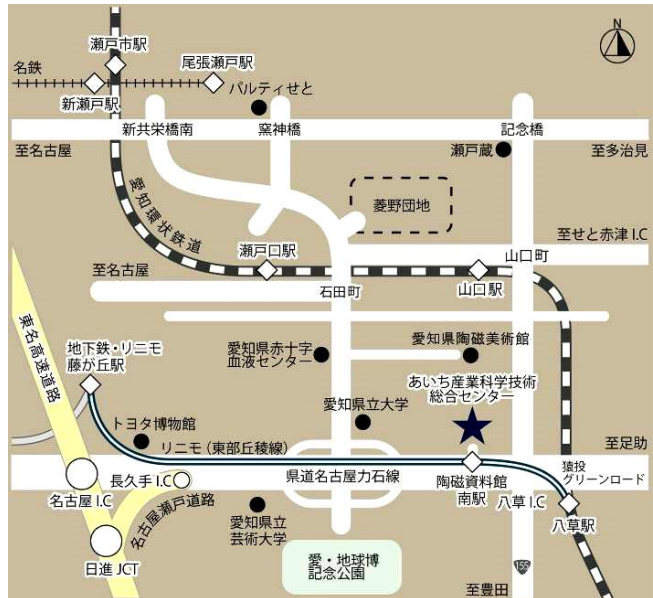 N
瀬戸市駅
名鉄
尾張瀬戸駅
新瀬戸駅
パルティせと
新共栄橋南
窯神橋
記念橋
至名古屋
瀬戸蔵
至多治見
愛知環状鉄道
菱野団地
至せと赤津I.C
瀬戸口駅
山口町
至名古屋
石田町
山口駅
東名高速道路
地下鉄・リニモ
藤が丘駅
愛知県赤十字
血液センター
愛知県陶磁美術館
あいち産業科学技術
総合センター
トヨタ博物館
愛知県立大学
リニモ(東部丘稜線)
至足助
長久手I.C
県道名古屋力石線
猿投
グリーンロード
名古屋I.C
陶磁資料館
南駅
八草I.C
名古屋瀬戸道路
愛知県立
芸術大学
八草駅
日進JCT
愛・地球博
記念公園
155
至豊田